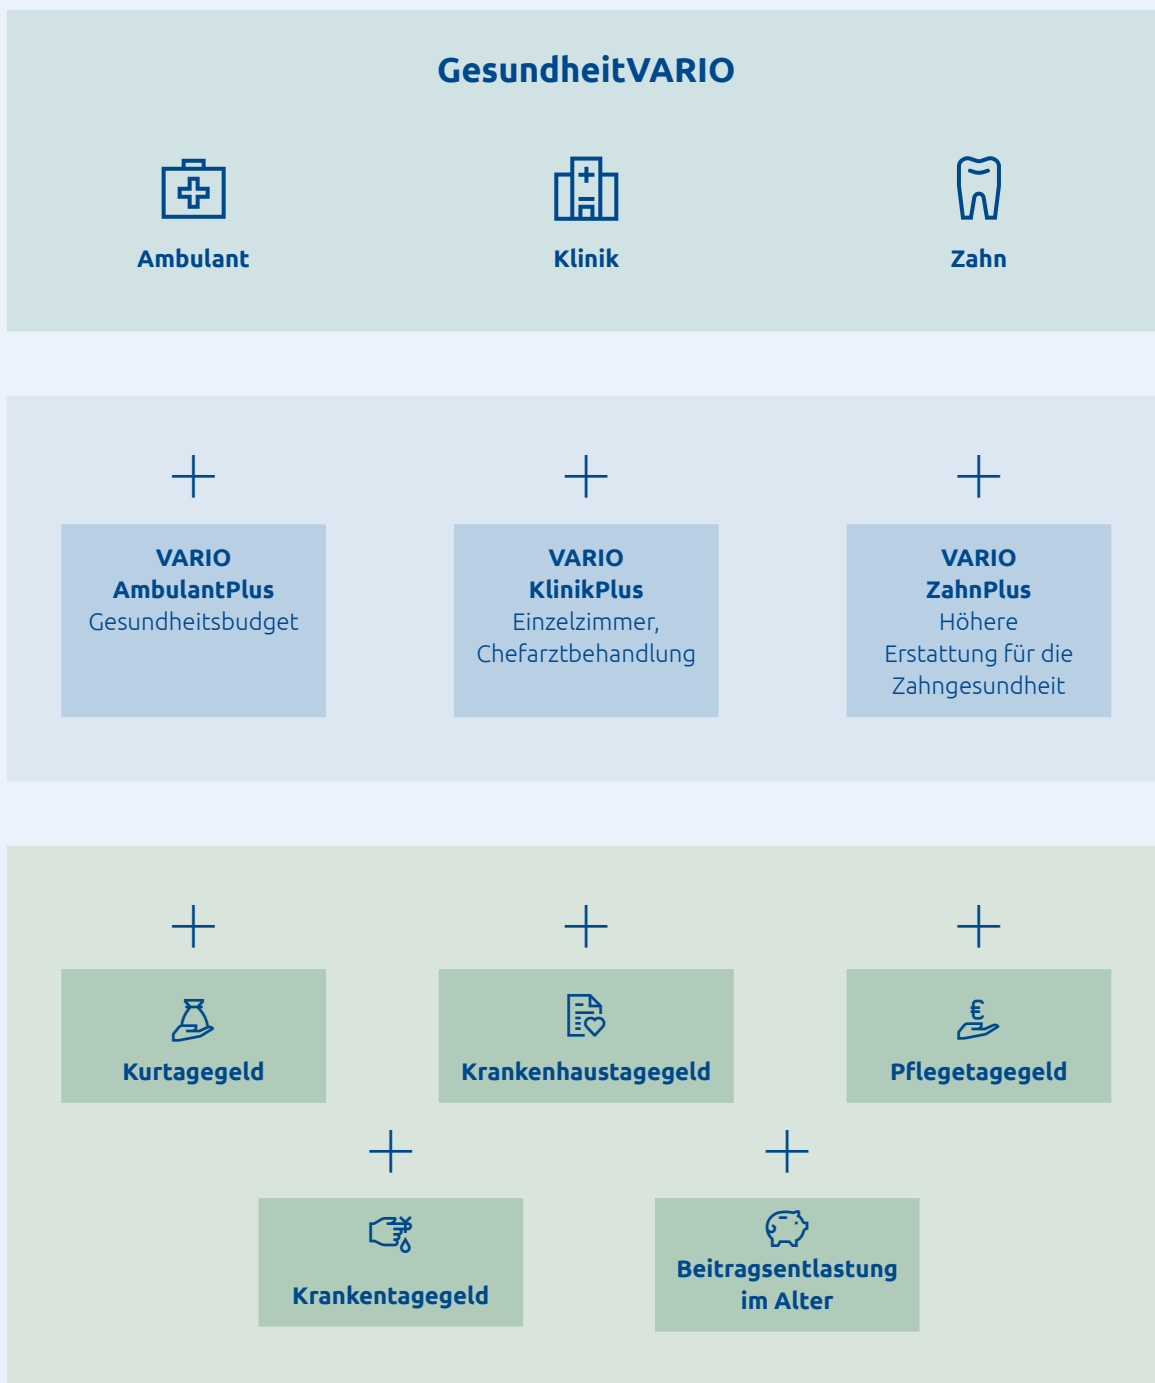 GesundheitVARIO
Ambulant
Klinik
Zahn
VARIO
AmbulantPlus
Gesundheitsbudget
VARIO
KlinikPlus
Einzelzimmer,
Chefarztbehandlung
VARIO
ZahnPlus
Höhere
Erstattung für die
Zahngesundheit
Kurtagegeld
Krankenhaustagegeld
€
Pflegetagegeld
Krankentagegeld
Beitragsentlastung
im Alter